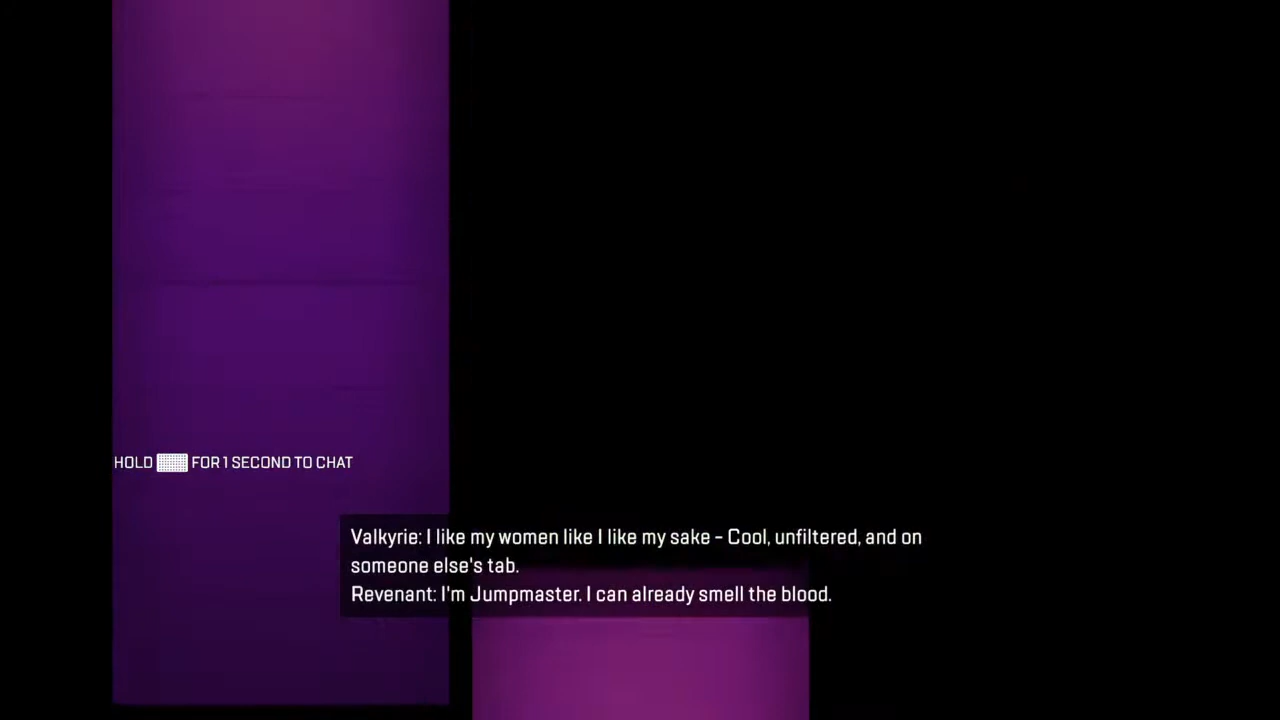 HOLD FOR 1 SECOND TO CHAT
Valkyrie: I like my women like I like my sake - Cool, unfiltered, and on
someone else's tab.
Revenant: I'm Jumpmaster. I can already smell the blood.